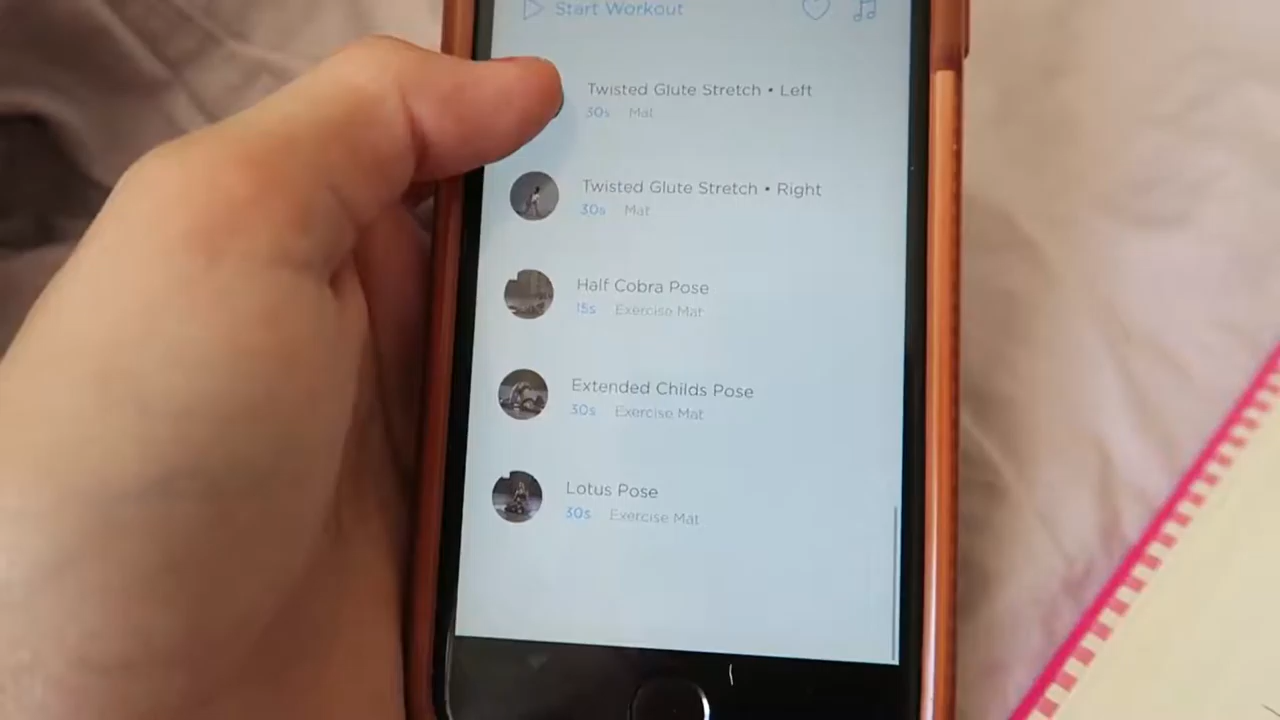 Start Workout
Twisted Glute Stretch • Left
30s Mat
Twisted Glute Stretch • Right
30s Mat
Half Cobra Pose
15s Exercise Mat
Extended Childs Pose
30s Exercise Mat
Lotus Pose
30s Exercise Mat